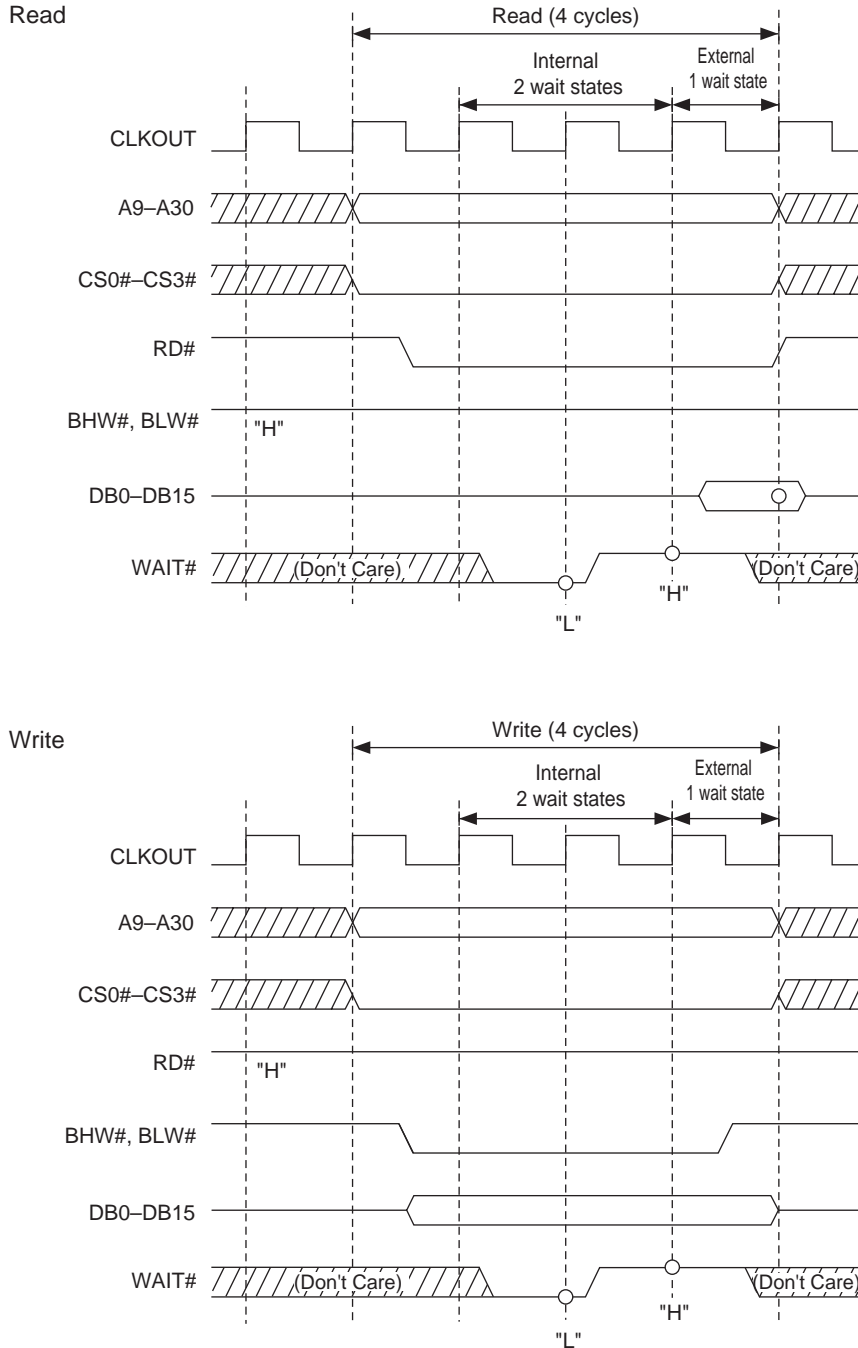 Read
Read (4 cycles)
Internal
2 wait states
External
1 wait state
CLKOUT
A9–A30
CS0#–CS3#
RD#
BHW#, BLW#
"H"
DB0–DB15
WAIT#
(Don't Care)
(Don't Care)
"L"
"H"
Write
Write (4 cycles)
Internal
2 wait states
External
1 wait state
CLKOUT
A9–A30
CS0#–CS3#
RD#
"H"
BHW#, BLW#
DB0–DB15
WAIT#
(Don't Care)
(Don't Care)
"L"
"H"